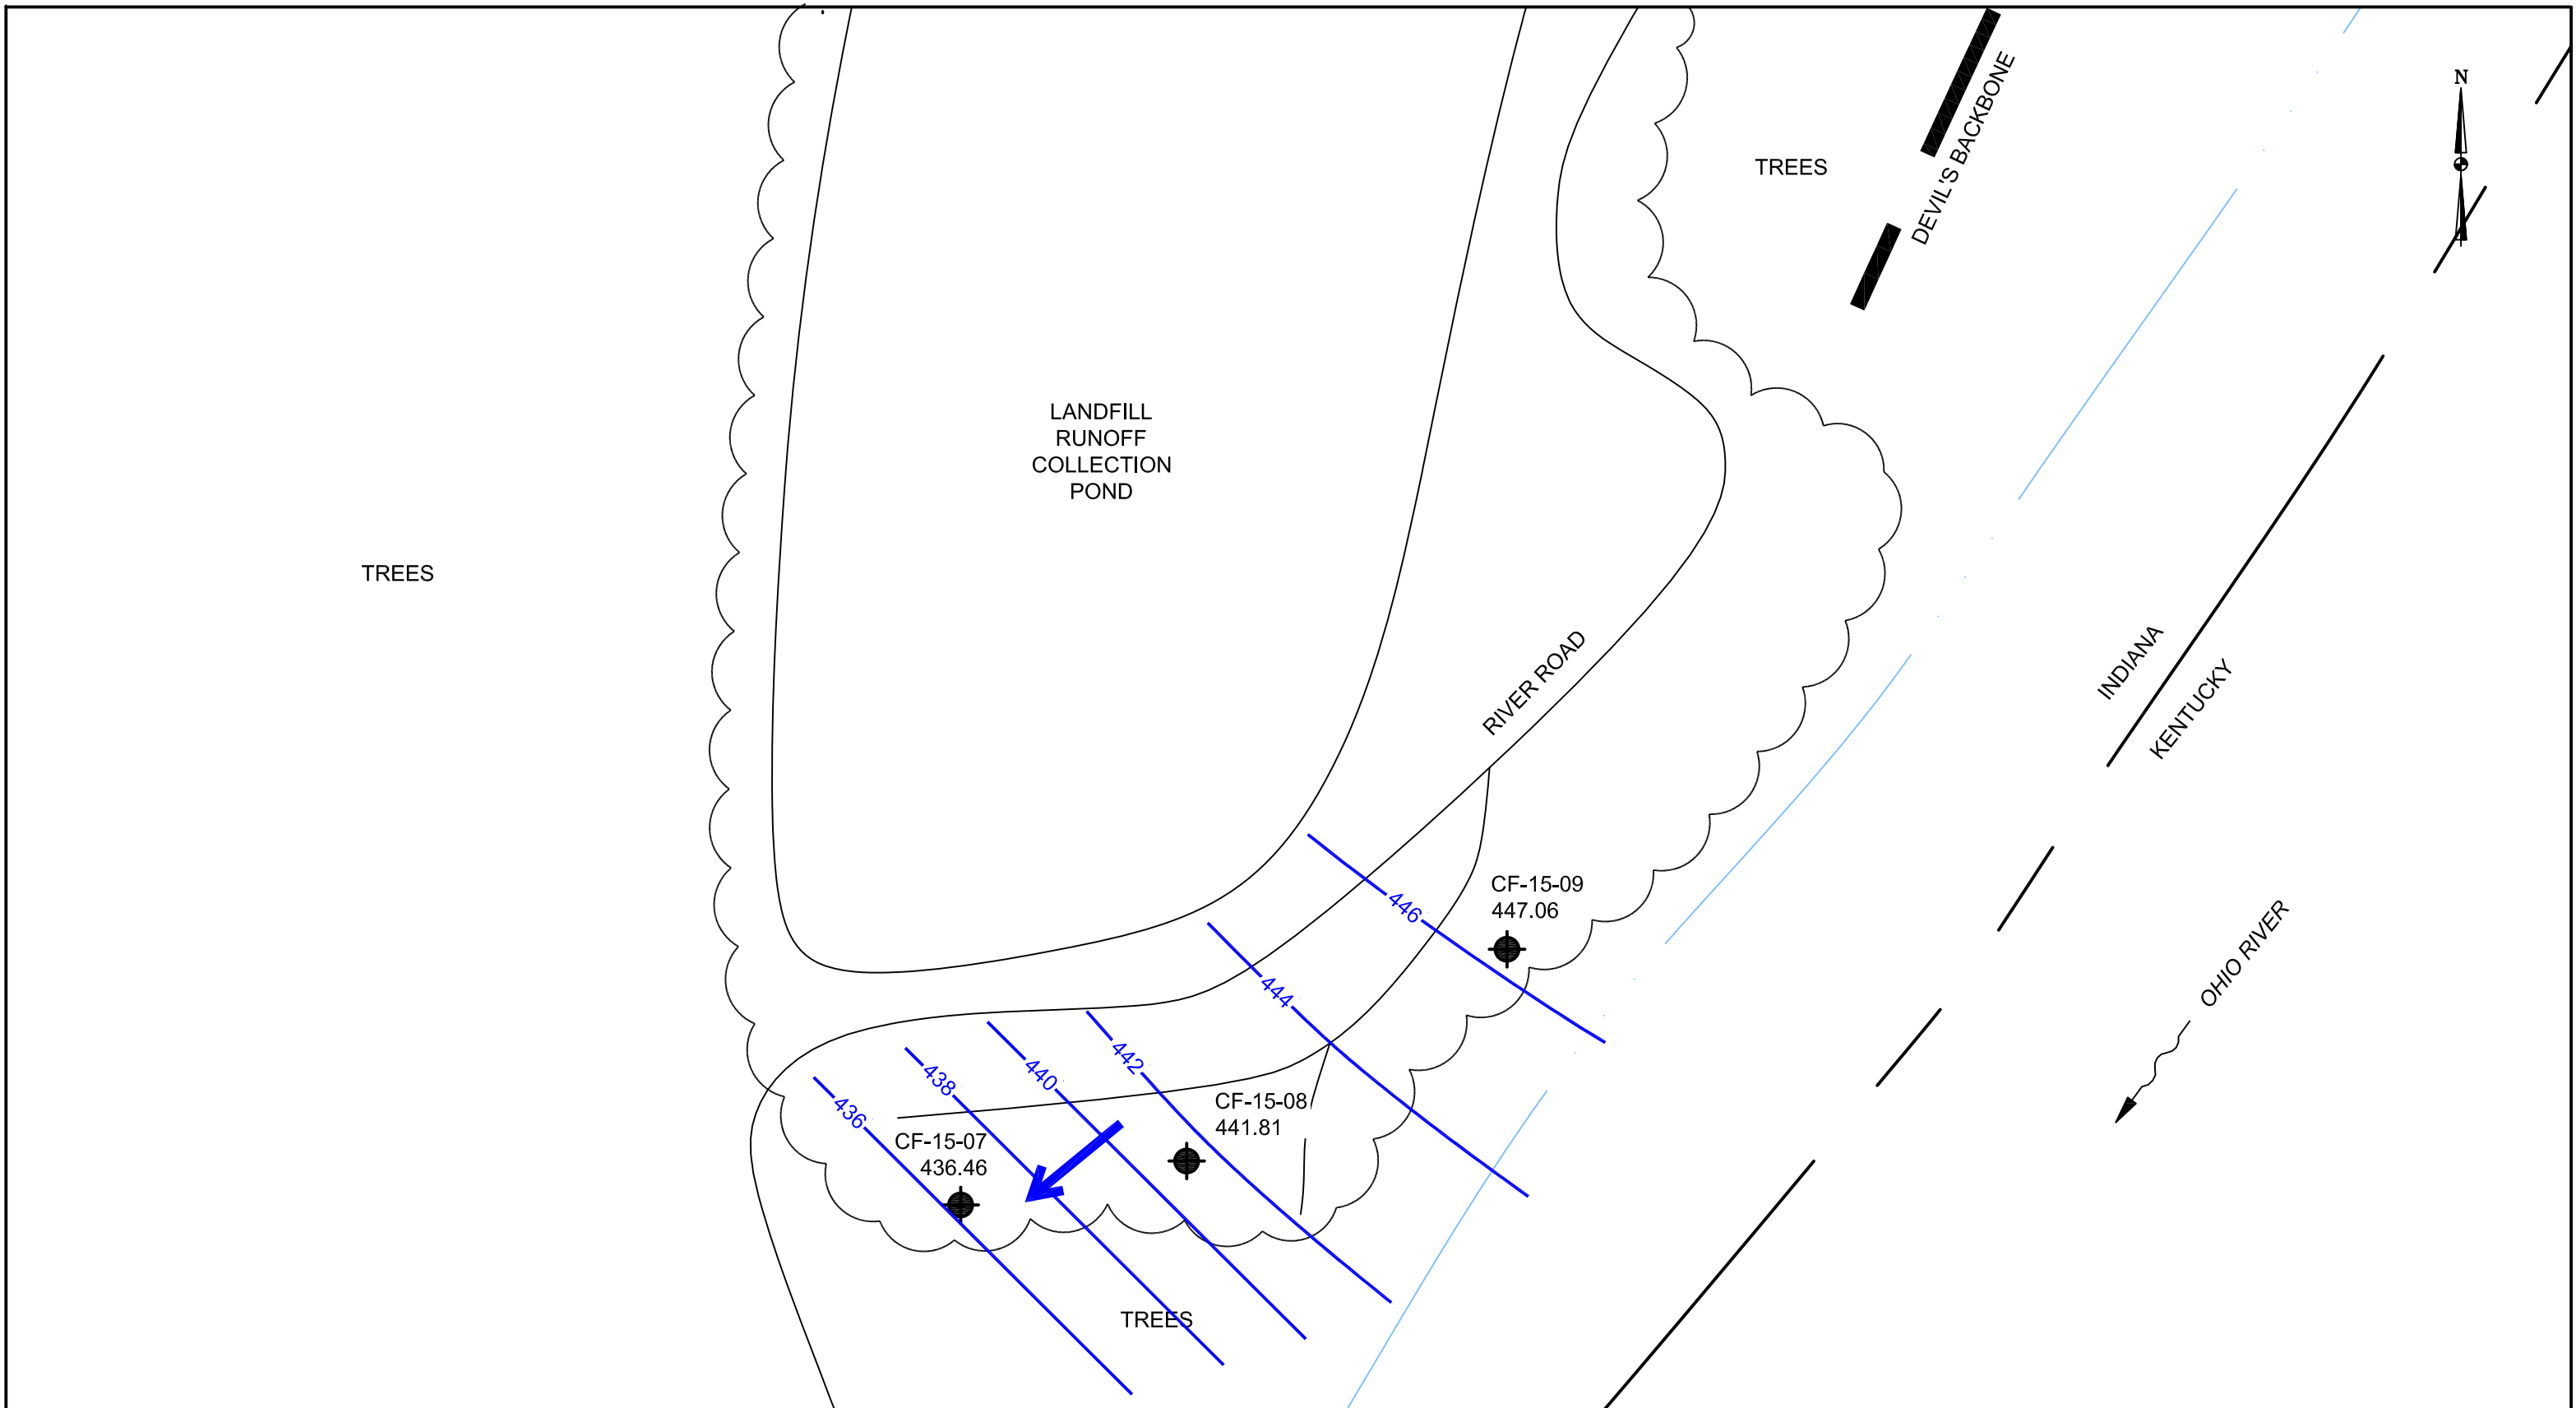 N
DEVIL'S BACKBONE
TREES
LANDFILL
RUNOFF
COLLECTION
POND
TREES
RIVER ROAD
INDIANA
KENTUCKY
CF-15-09
447.06
446
OHIO RIVER
444
442
440
438
436
CF-15-08
441.81
CF-15-07
436.46
TREES